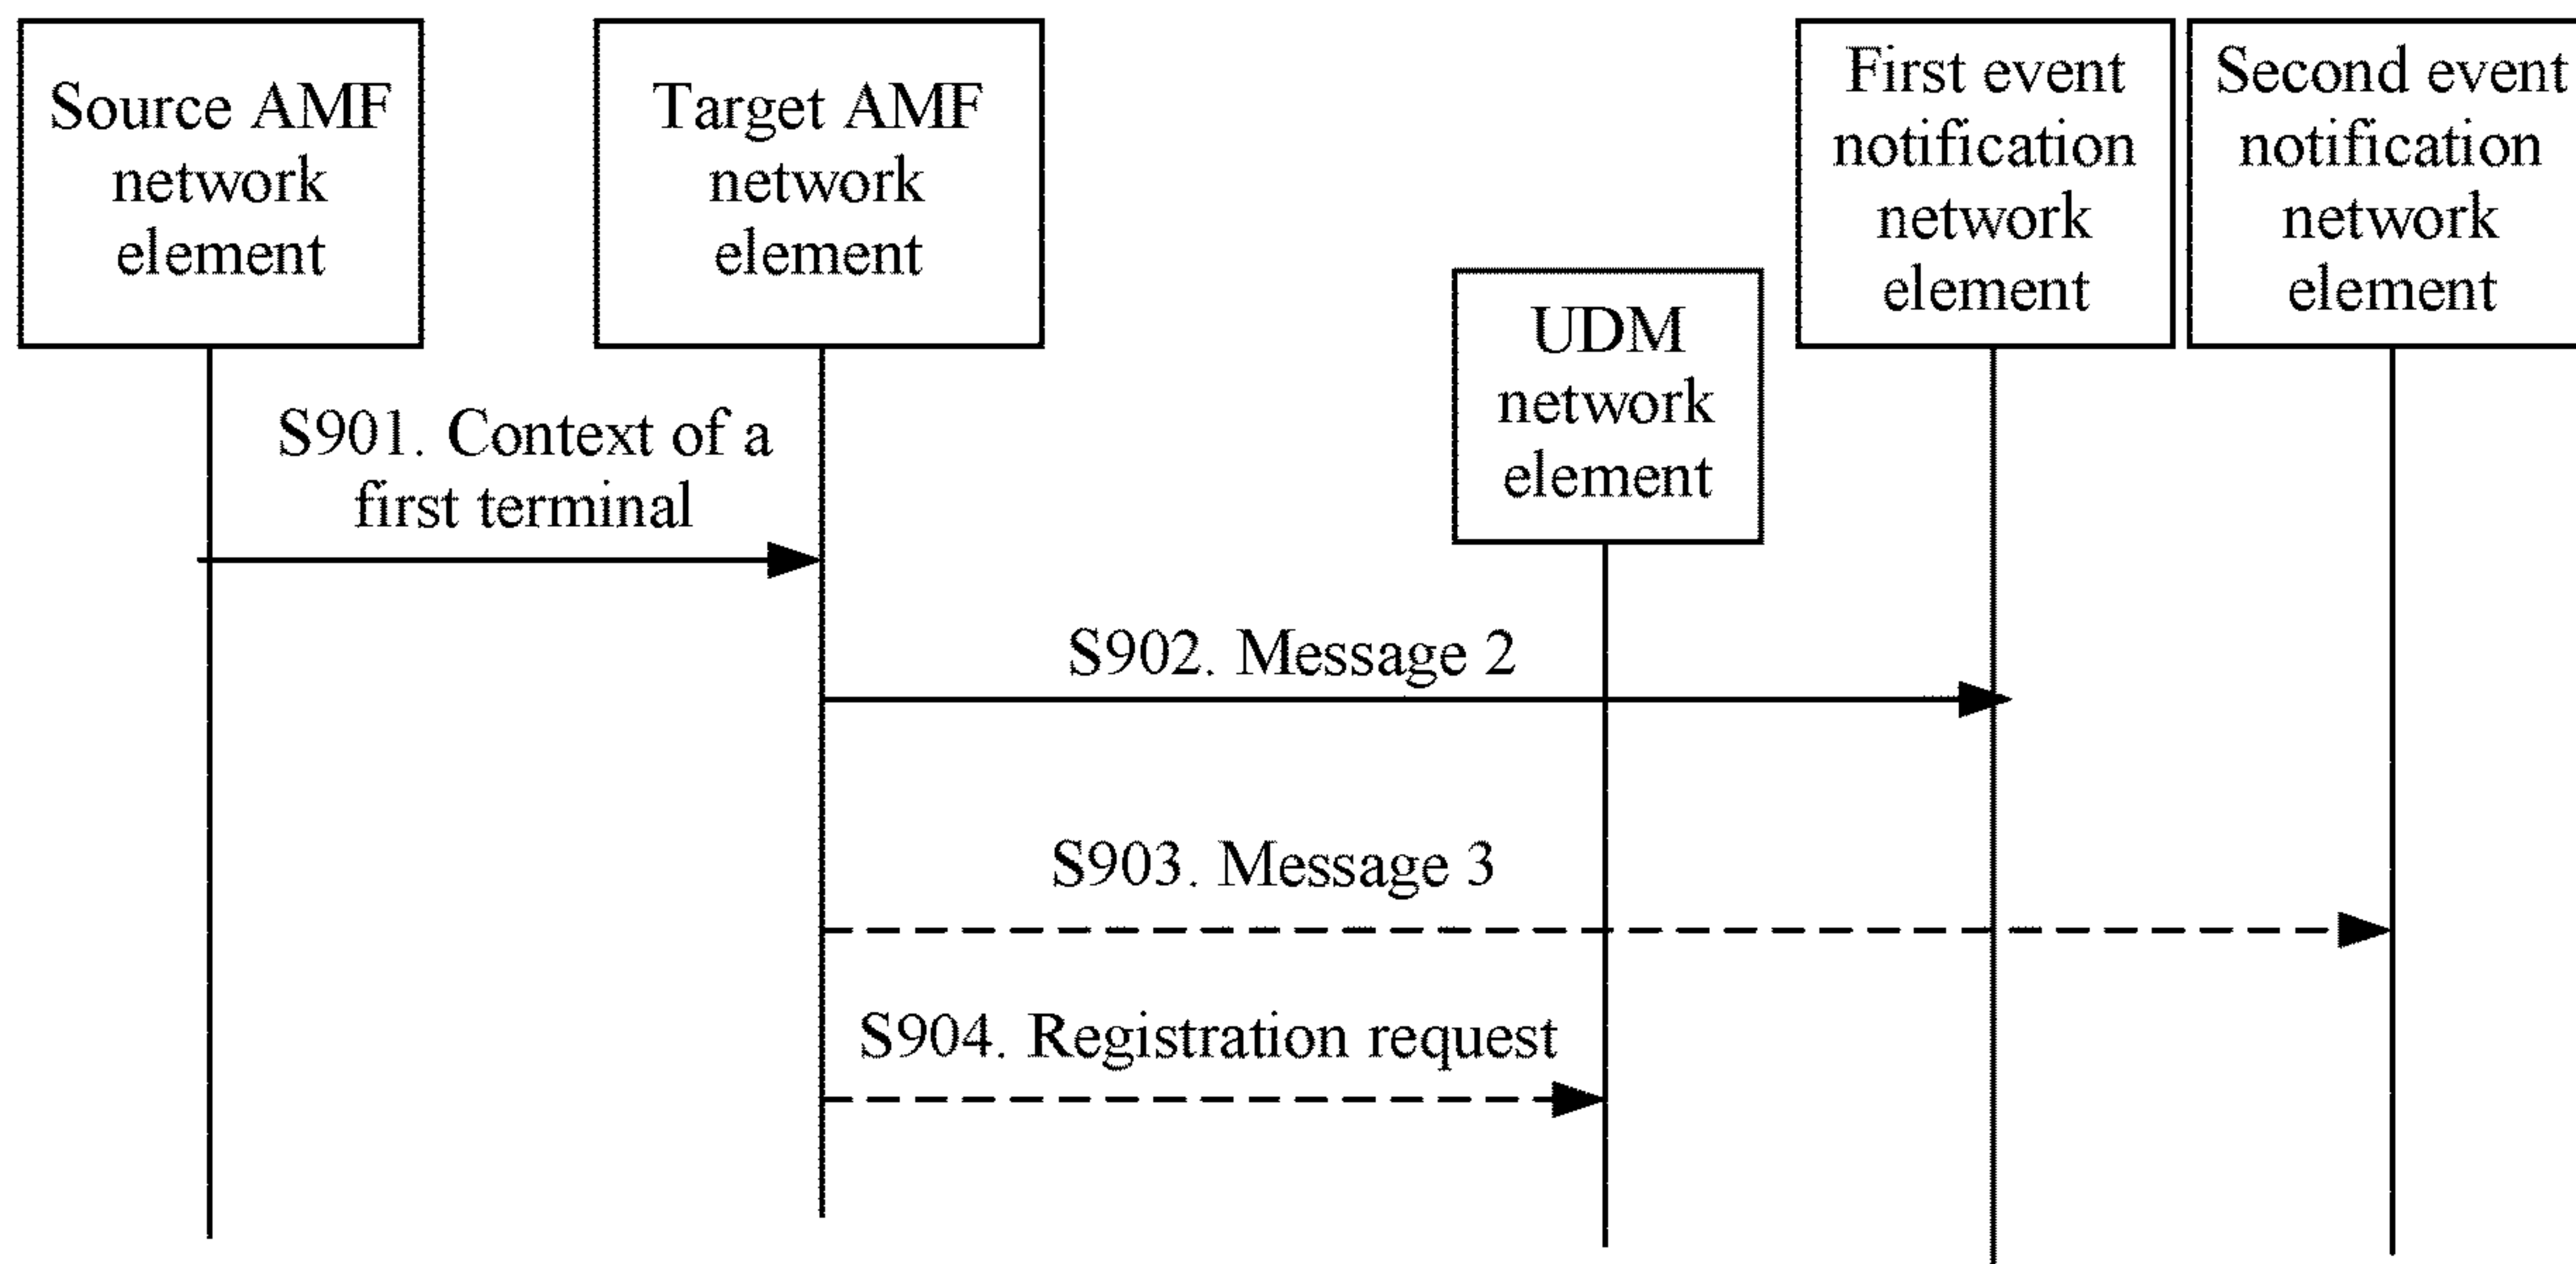 Source AMF
network
element
Target AMF
network
element
UDM
network
element
First event
notification
network
element
Second event
notification
network
element
S901. Context of a
first terminal
S902. Message 2
S903. Message 3
S904. Registration request